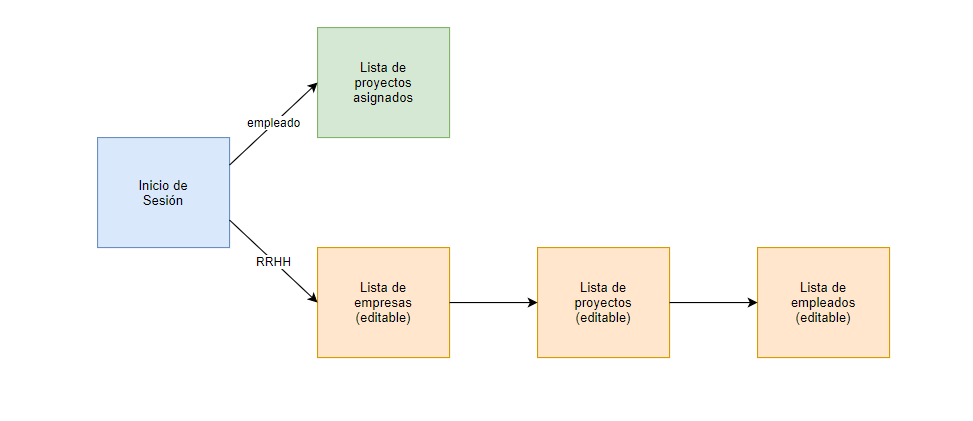 Lista de
proyectos
asignados
empleado
Inicio de
Sesión
RRHH
Lista de
empresas
(editable)
Lista de
proyectos
(editable)
Lista de
empleados
(editable)